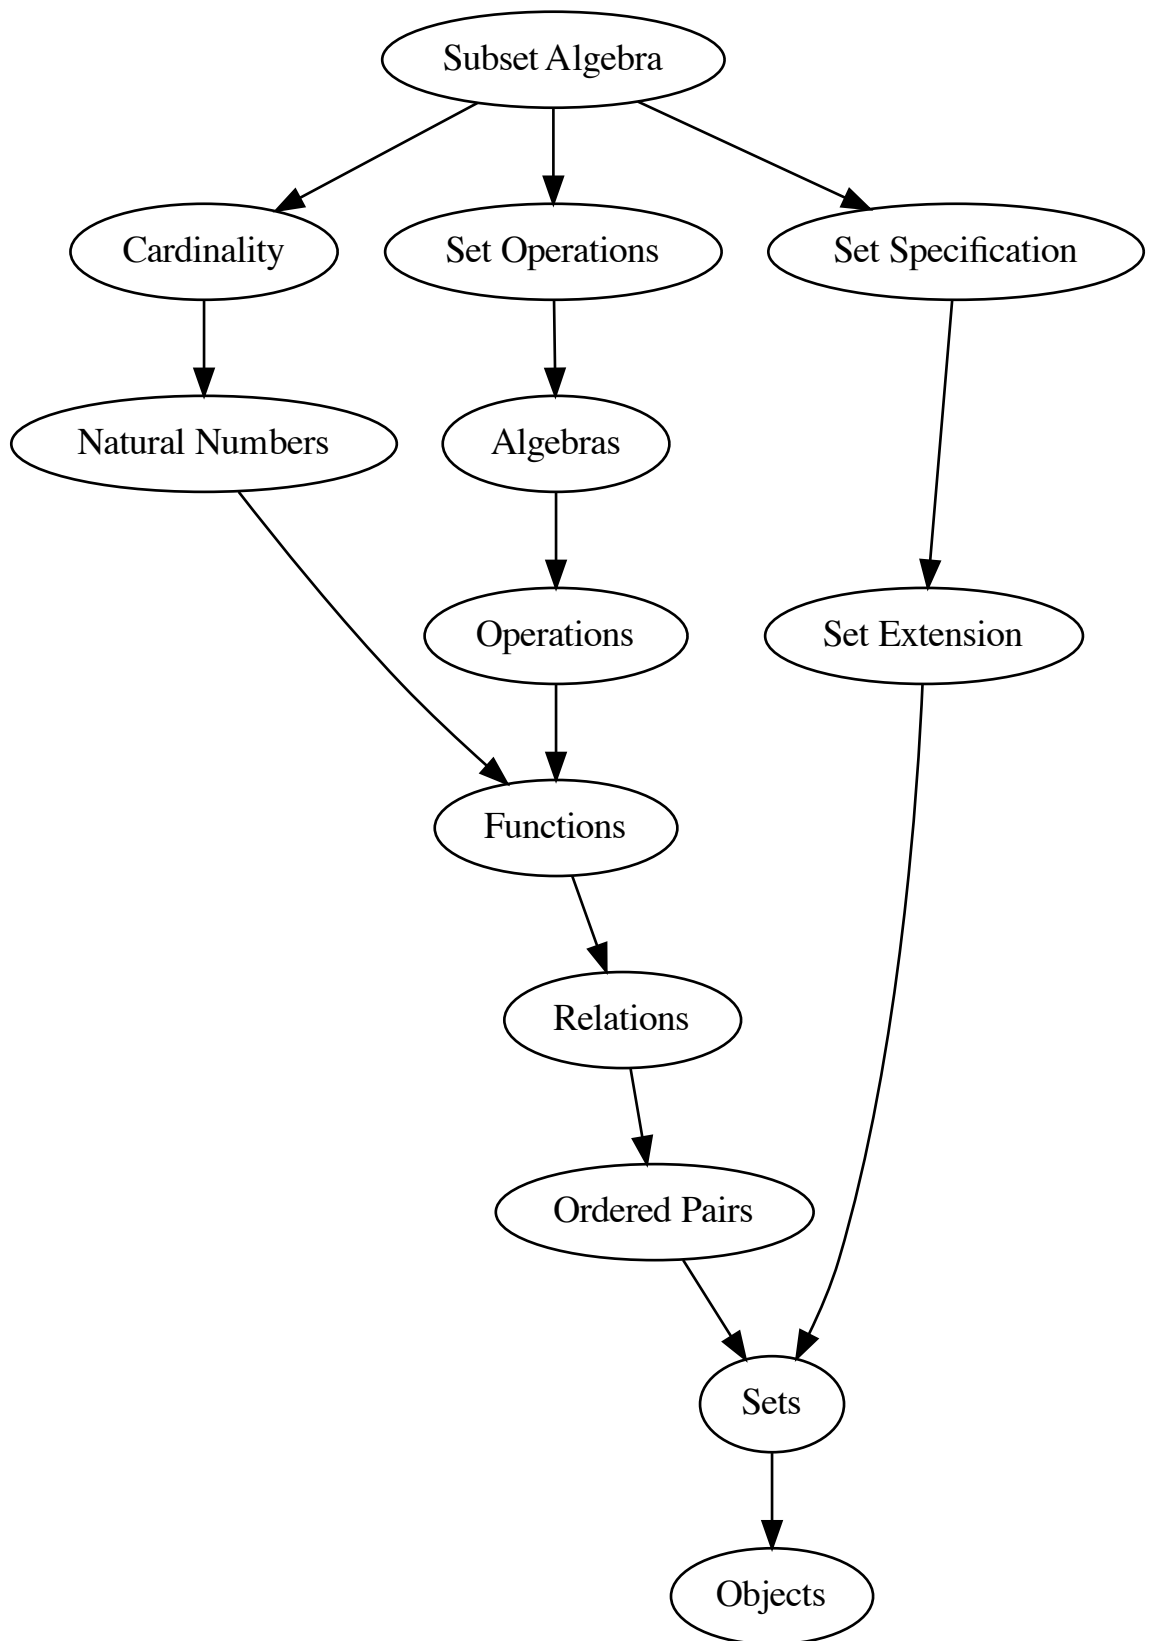 Subset Algebra
Cardinality
Set Operations
Set Specification
Natural Numbers
Algebras
Operations
Set Extension
Functions
Relations
Ordered Pairs
Sets
Objects